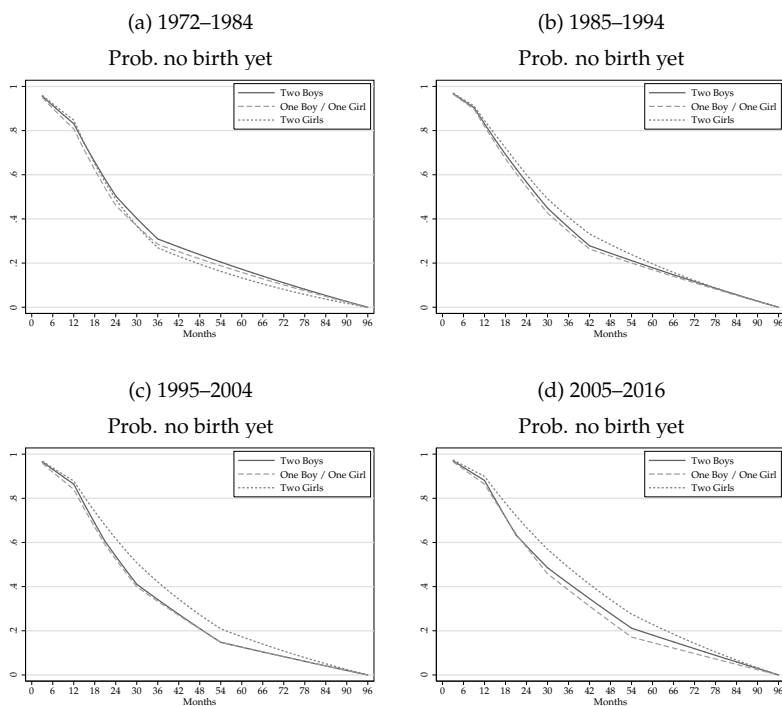 (a) 1972–1984
Prob. no birth yet
Two Boys
One Boy / One Girl
Two Girls
1
.8
.6
.4
.2
0
0 6 12 18 24 30 36 42 48 54 60 66 72 78 84 90 96
Months
(b) 1985–1994
Prob. no birth yet
Two Boys
One Boy / One Girl
Two Girls
1
.8
.6
.4
.2
0
0 6 12 18 24 30 36 42 48 54 60 66 72 78 84 90 96
Months
(c) 1995–2004
Prob. no birth yet
Two Boys
One Boy / One Girl
Two Girls
1
.8
.6
.4
.2
0
0 6 12 18 24 30 36 42 48 54 60 66 72 78 84 90 96
Months
(d) 2005–2016
Prob. no birth yet
Two Boys
One Boy / One Girl
Two Girls
1
.8
.6
.4
.2
0
0 6 12 18 24 30 36 42 48 54 60 66 72 78 84 90 96
Months